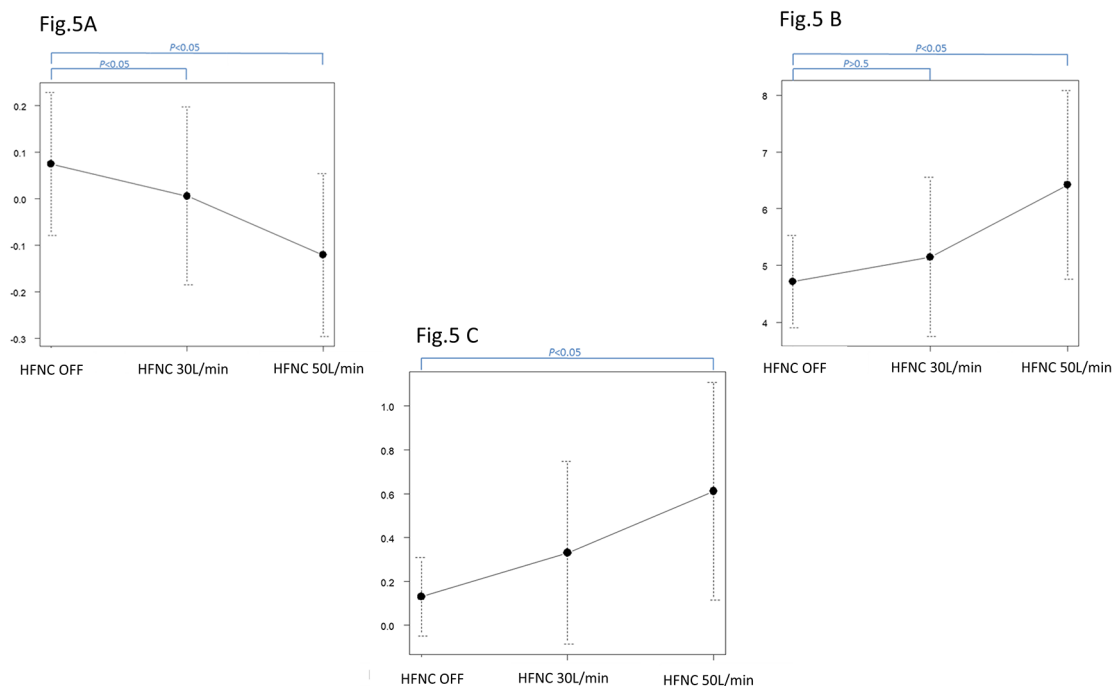 Fig.5A
P<0.05
P<0.05
0.2
0.1
0.0
-0.1
-0.2
-0.3
HFNC OFF HFNC 30L/min HFNC 50L/min
Fig.5 B
P<0.05
P>0.5
8
7
6
5
4
HFNC OFF HFNC 30L/min HFNC 50L/min
Fig.5 C
P<0.05
1.0
0.8
0.6
0.4
0.2
0.0
HFNC OFF HFNC 30L/min HFNC 50L/min